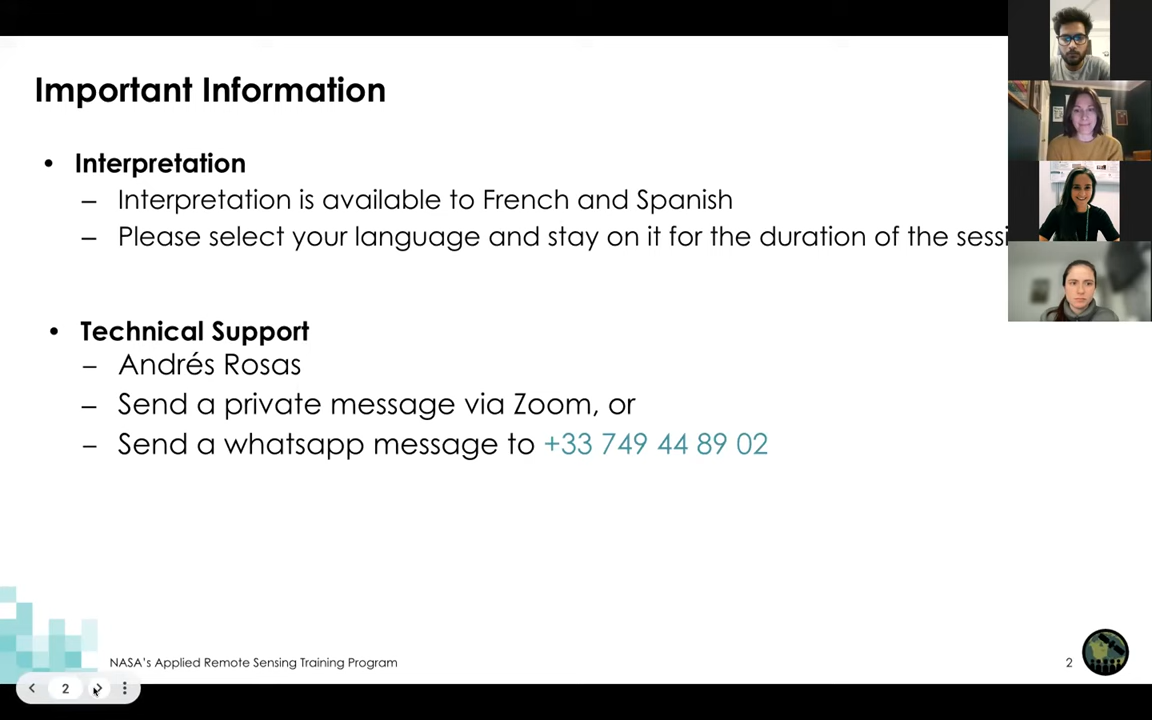 Important Information
• Interpretation
– Interpretation is available to French and Spanish
– Please select your language and stay on it for the duration of the sessi
• Technical Support
– Andrés Rosas
– Send a private message via Zoom, or
– Send a whatsapp message to +33 749 44 89 02
NASA's Applied Remote Sensing Training Program
2
2